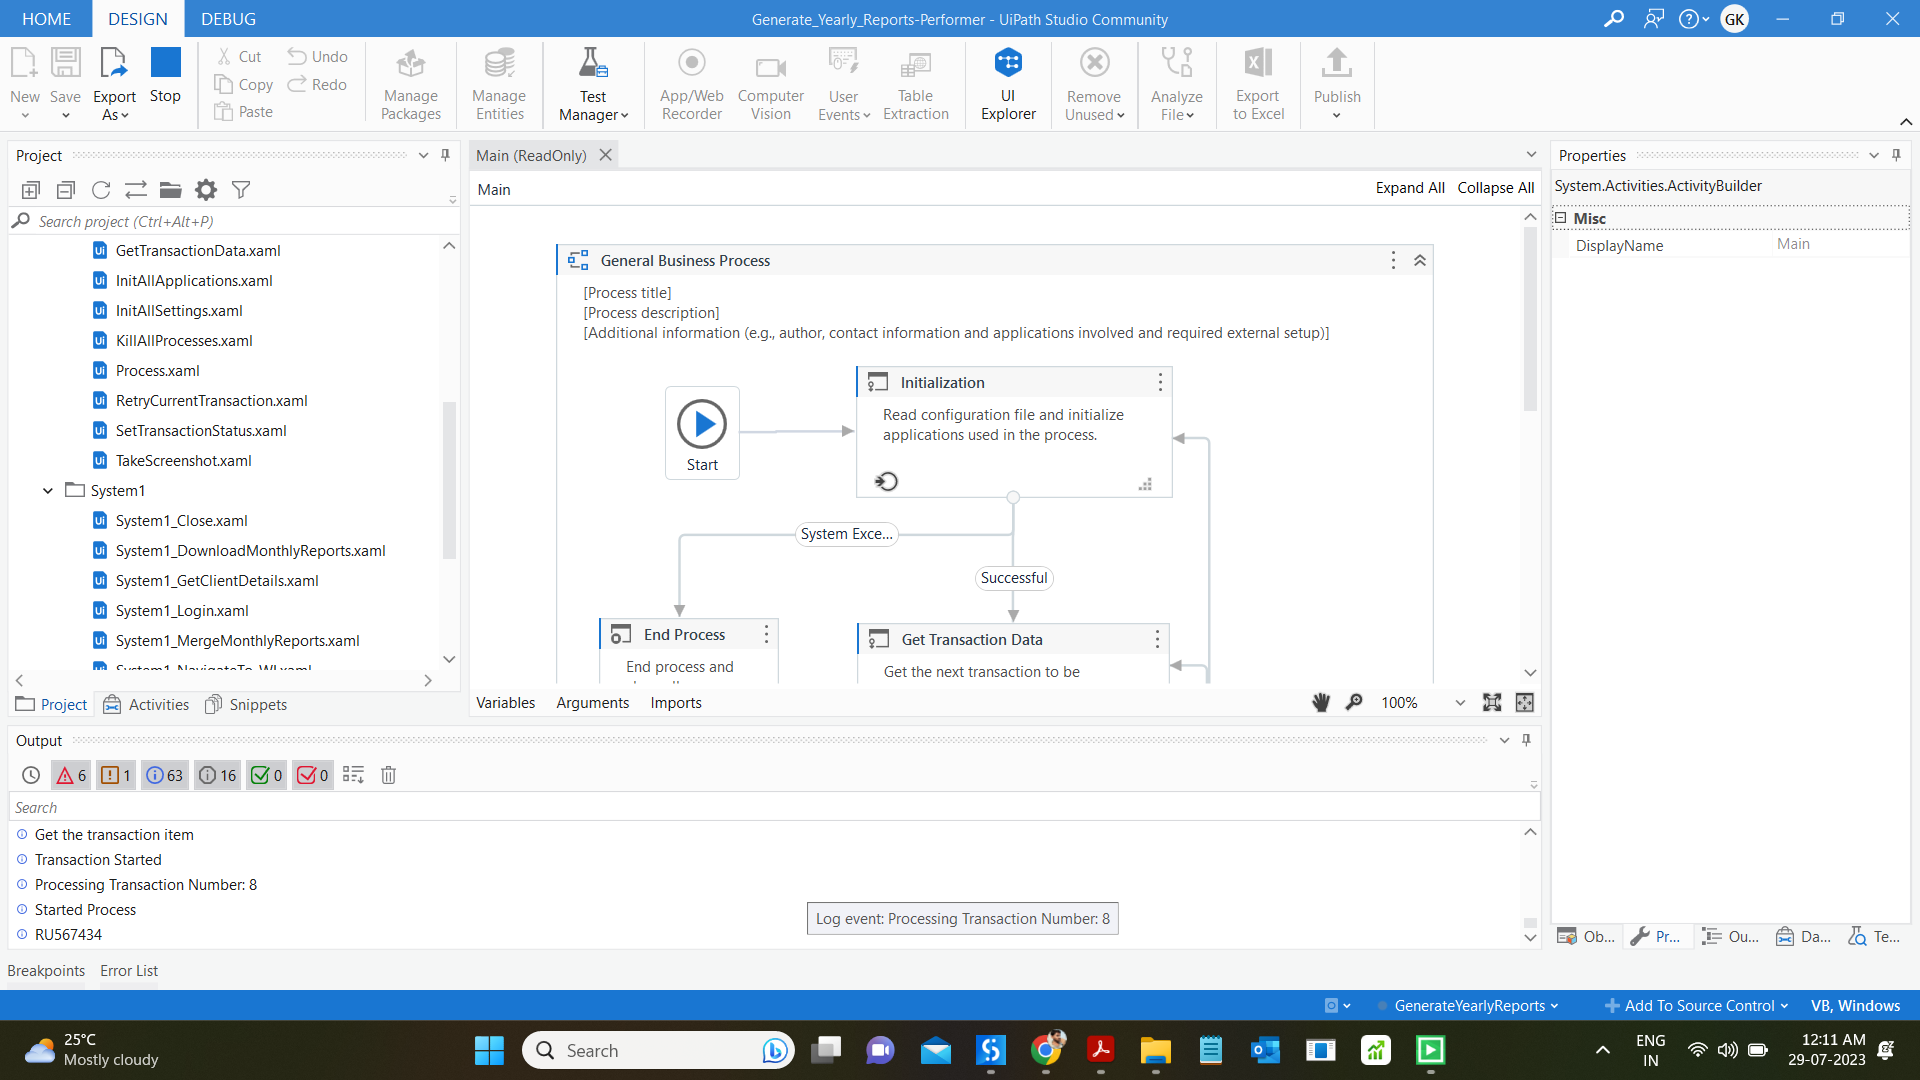 HOME DESIGN DEBUG
Generate_Yearly_Reports-Performer - UiPath Studio Community
GK
New
Save
Export As
Stop
Cut
Copy
Paste
Undo
Redo
Manage Packages
Manage Entities
Test Manager
App/Web Recorder
Computer Vision
User Events
Table Extraction
UI Explorer
Remove Unused
Analyze File
Export to Excel
Publish
Project
Search project (Ctrl+Alt+P)
GetTransactionData.xaml
InitAllApplications.xaml
InitAllSettings.xaml
KillAllProcesses.xaml
Process.xaml
RetryCurrentTransaction.xaml
SetTransactionStatus.xaml
TakeScreenshot.xaml
System1
System1_Close.xaml
System1_DownloadMonthlyReports.xaml
System1_GetClientDetails.xaml
System1_Login.xaml
System1_MergeMonthlyReports.xaml
System1_NavigateTo_WI.xaml
Project Activities Snippets
Main (ReadOnly)
Main
Expand All Collapse All
General Business Process
[Process title]
[Process description]
[Additional information (e.g., author, contact information and applications involved and required external setup)]
Start
Initialization
Read configuration file and initialize
applications used in the process.
System Exce...
Successful
End Process
End process and
Get Transaction Data
Get the next transaction to be
Variables Arguments Imports
100%
Properties
System.Activities.ActivityBuilder
Misc
DisplayName Main
Ob... Pr... Ou... Da... Te...
Output
6 1 63 16 0 0
Search
Get the transaction item
Transaction Started
Processing Transaction Number: 8
Started Process
RU567434
Log event: Processing Transaction Number: 8
Breakpoints Error List
GenerateYearlyReports
Add To Source Control
VB, Windows
25°C
Mostly cloudy
Search
ENG
IN
12:11 AM
29-07-2023